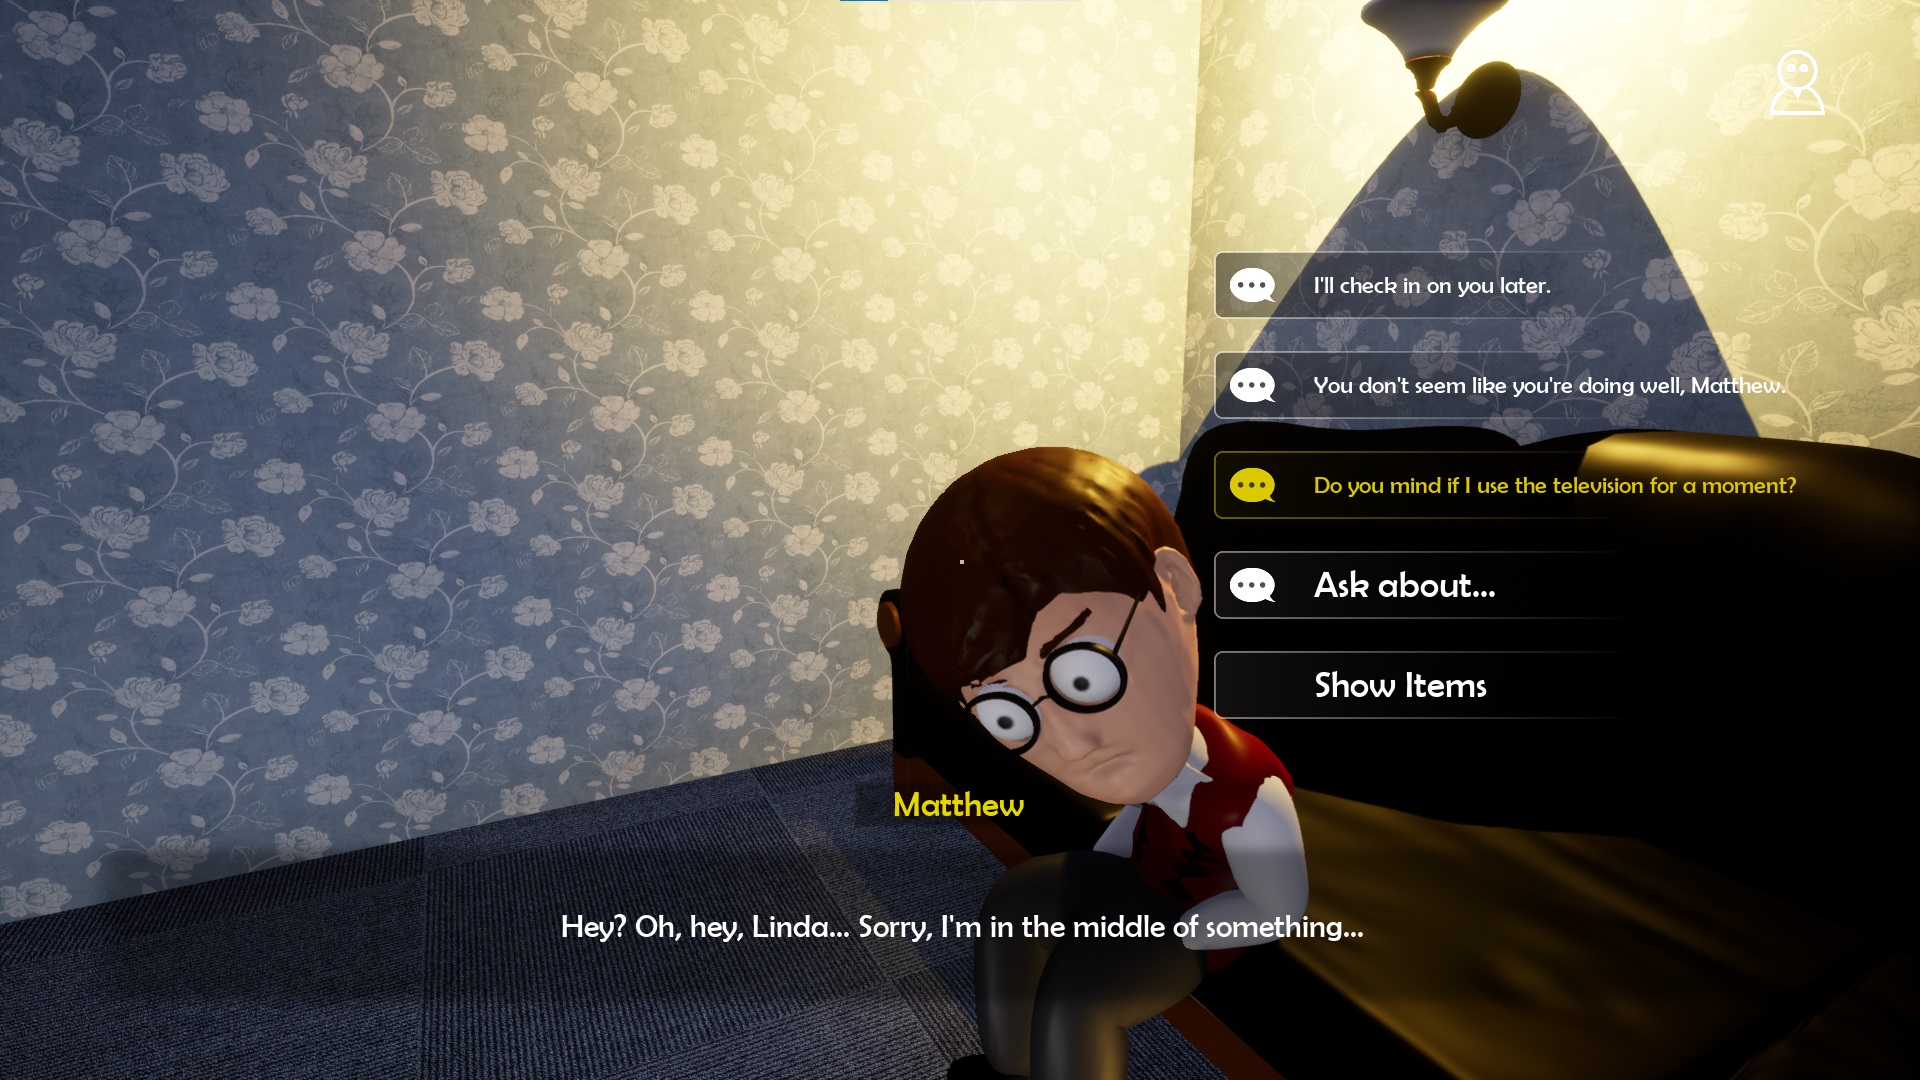 I'll check in on you later.
You don't seem like you're doing well, Matthew.
Do you mind if I use the television for a moment?
Ask about...
Show Items
Matthew
Hey? Oh, hey, Linda... Sorry, I'm in the middle of something...